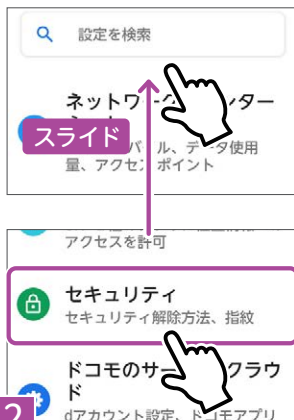 設定を検索
ネットワ
ター
スライド
ル、データ使用
量、アクセ
ポイント
アクセスを許可
セキュリティ
セキュリティ解除方法、指紋
ドコモのサー
クラウ
ド
2
dアカウント設定、ドコモアプリ